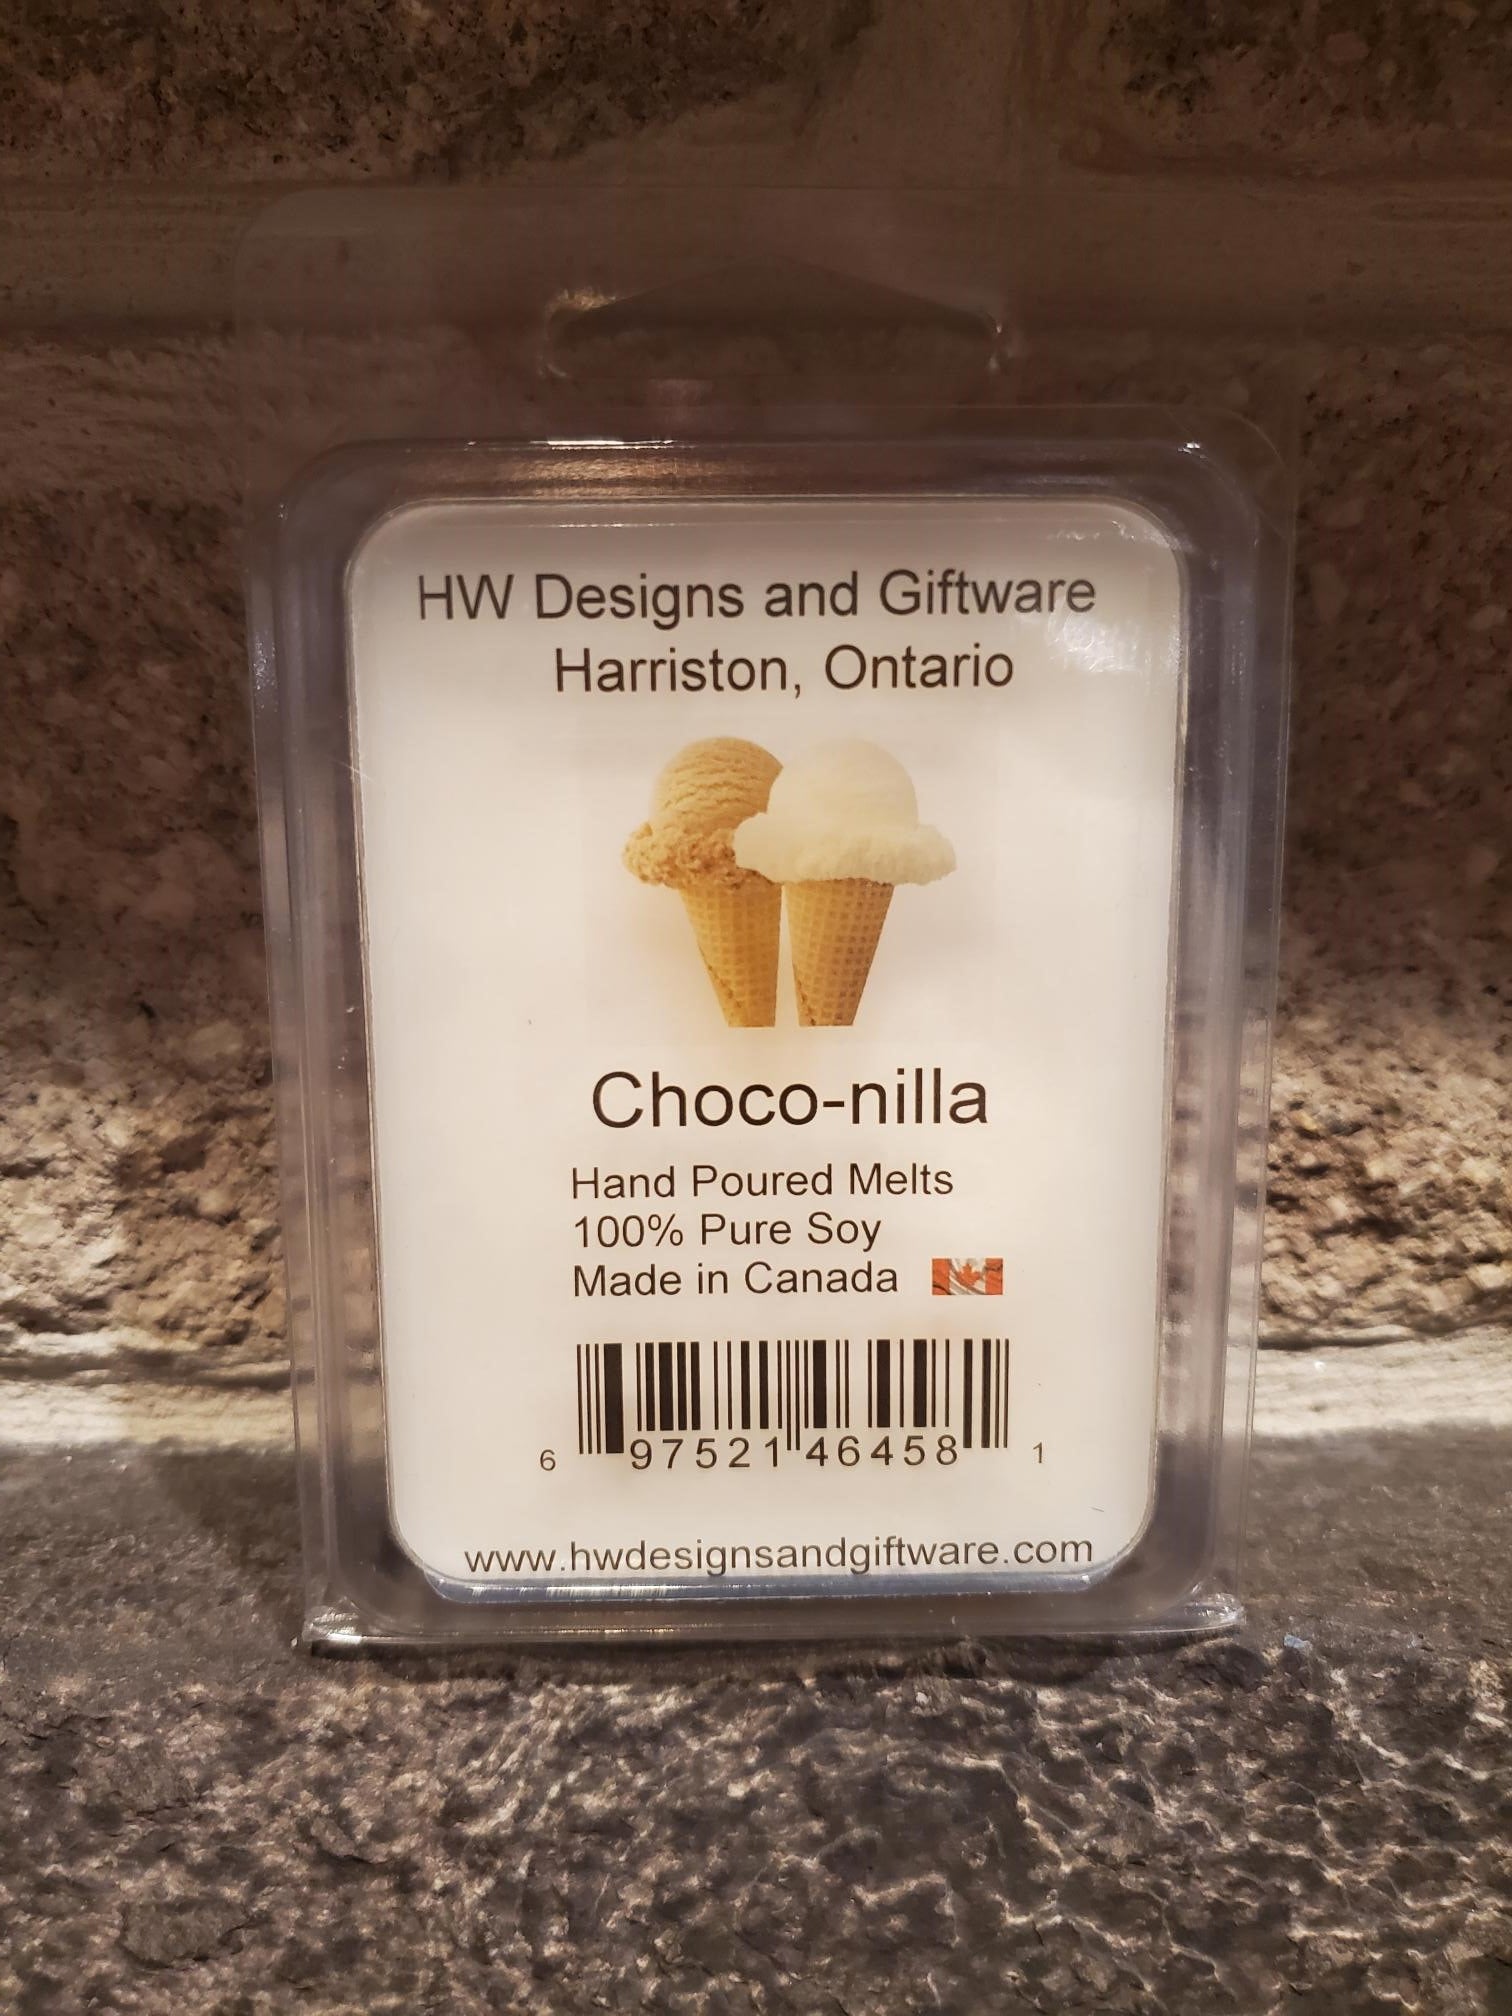 HW Designs and Giftware
Harriston, Ontario
Choco-nilla
Hand Poured Melts
100% Pure Soy
Made in Canada
6 97521 46458 1
www.hwdesignsandgiftware.com